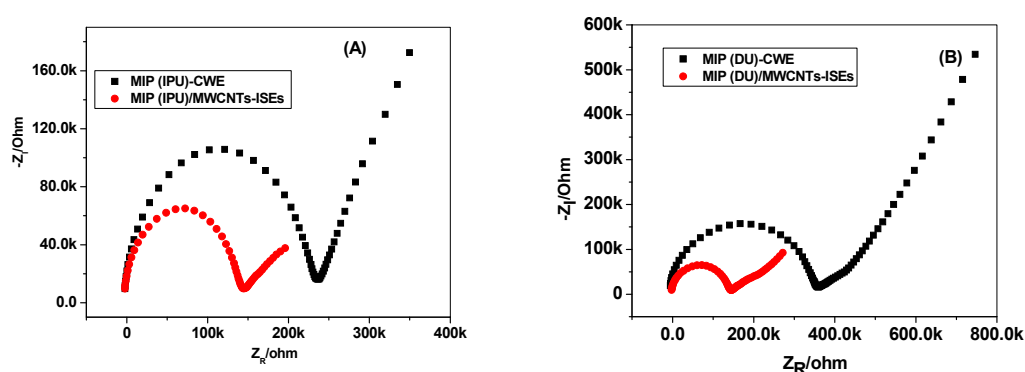 (A)
MIP (IPU)-CWE
MIP (IPU)/MWCNTs-ISEs
160.0k
120.0k
80.0k
40.0k
0.0
-Z_I/Ohm
0
100k
200k
300k
400k
Z_R/ohm
(B)
MIP (DU)-CWE
MIP (DU)/MWCNTs-ISEs
600k
500k
400k
300k
200k
100k
0
-Z_I/Ohm
0.0
200.0k
400.0k
600.0k
800.0k
Z_R/ohm